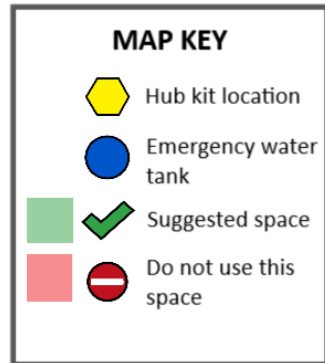 MAP KEY
Hub kit location
Emergency water
tank
Suggested space
Do not use this
space